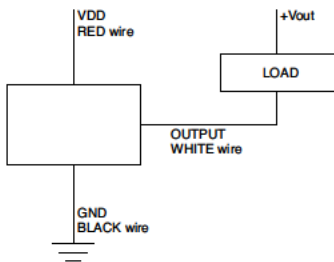 VDD
RED wire
+Vout
LOAD
OUTPUT
WHITE wire
GND
BLACK wire